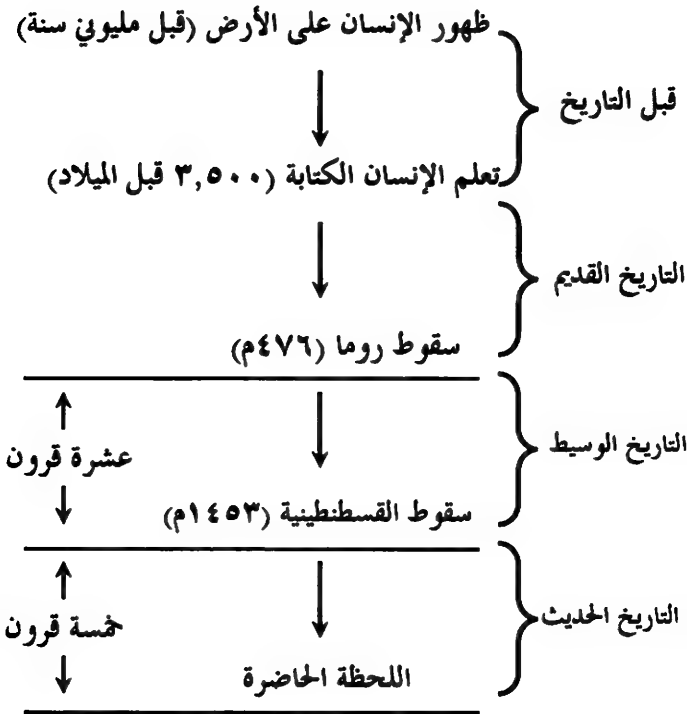 ظهور الإنسان على الأرض (قبل مليوني سنة)
قبل التاريخ
تعلم الإنسان الكتابة (٣,٥٠٠ قبل الميلاد)
التاريخ القديم
سقوط روما (٤٧٦م)
التاريخ الوسيط
عشرة قرون
سقوط القسطنطينية (١٤٥٣م)
التاريخ الحديث
خمسة قرون
اللحظة الحاضرة